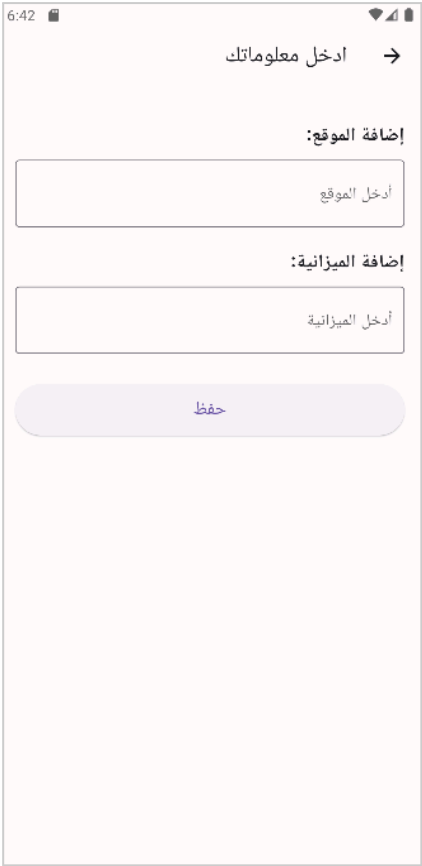 6:42
ادخل معلوماتك
إضافة الموقع:
أدخل الموقع
إضافة الميزانية:
أدخل الميزانية
حفظ